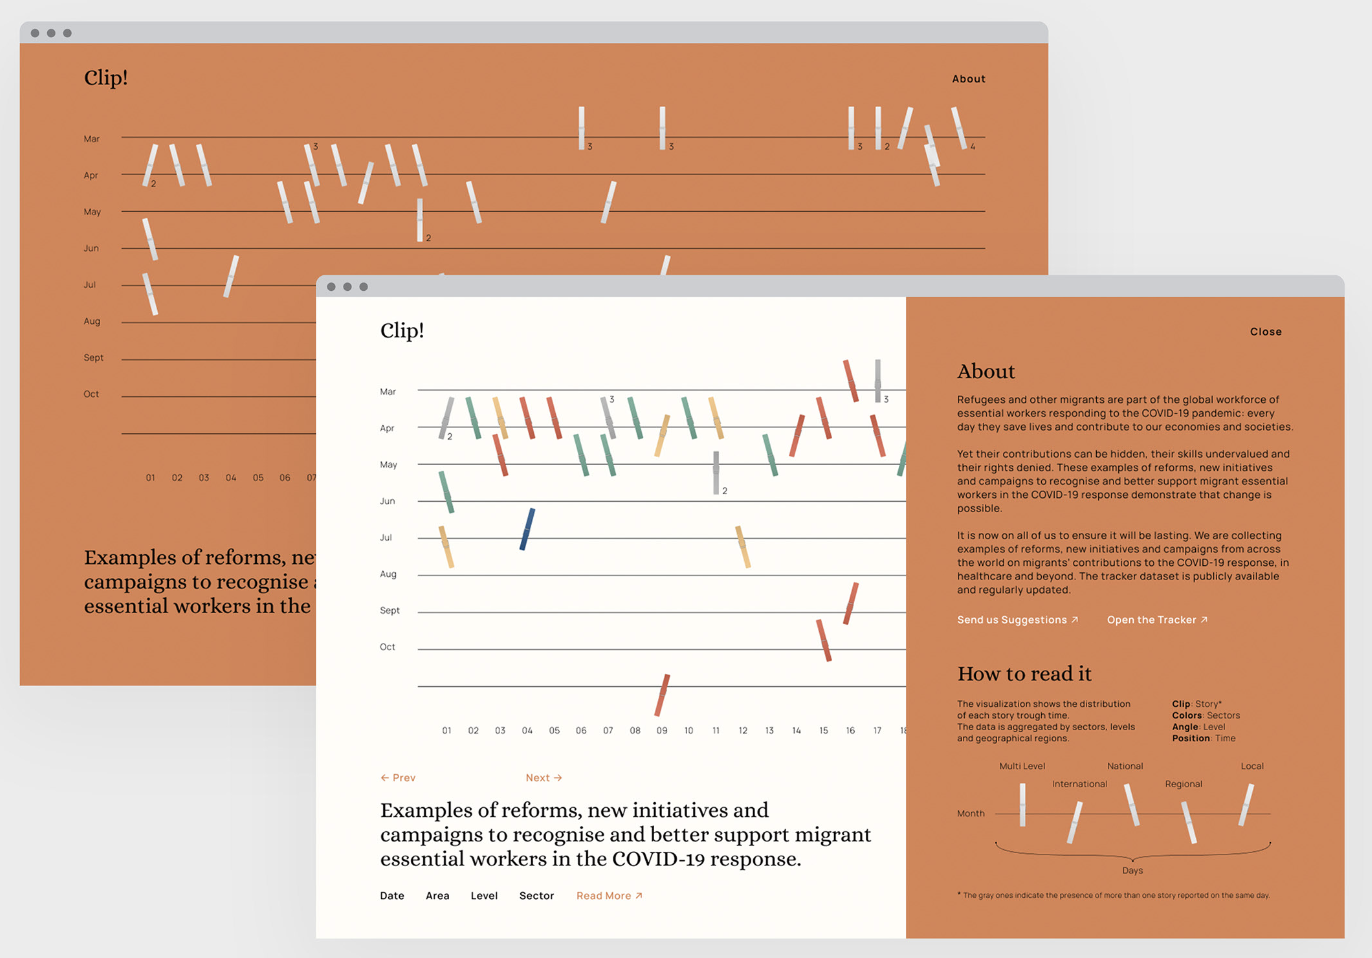 Clip!
About
Mar
3
3
3
3
2
4
Apr
2
May
2
Jun
Jul
Aug
Sept
Oct
01 02 03 04 05 06 07
Examples of reforms, ne
campaigns to recognise
essential workers in the
Clip!
Mar
3
3
Apr
2
May
2
Jun
Jul
Aug
Sept
Oct
01 02 03 04 05 06 07 08 09 10 11 12 13 14 15 16 17 18
← Prev
Next →
Examples of reforms, new initiatives and
campaigns to recognise and better support migrant
essential workers in the COVID-19 response.
Date Area Level Sector Read More ↗
Close
About
Refugees and other migrants are part of the global workforce of
essential workers responding to the COVID-19 pandemic: every
day they save lives and contribute to our economies and societies.
Yet their contributions can be hidden, their skills undervalued and
their rights denied. These examples of reforms, new initiatives
and campaigns to recognise and better support migrant essential
workers in the COVID-19 response demonstrate that change is
possible.
It is now on all of us to ensure it will be lasting. We are collecting
examples of reforms, new initiatives and campaigns from across
the world on migrants' contributions to the COVID-19 response, in
healthcare and beyond. The tracker dataset is publicly available
and regularly updated.
Send us Suggestions ↗
Open the Tracker ↗
How to read it
The visualization shows the distribution
of each story trough time.
The data is aggregated by sectors, levels
and geographical regions.
Clip: Story*
Colors: Sectors
Angle: Level
Position: Time
Multi Level
National
Local
International
Regional
Month
Days
* The gray ones indicate the presence of more than one story reported on the same day.